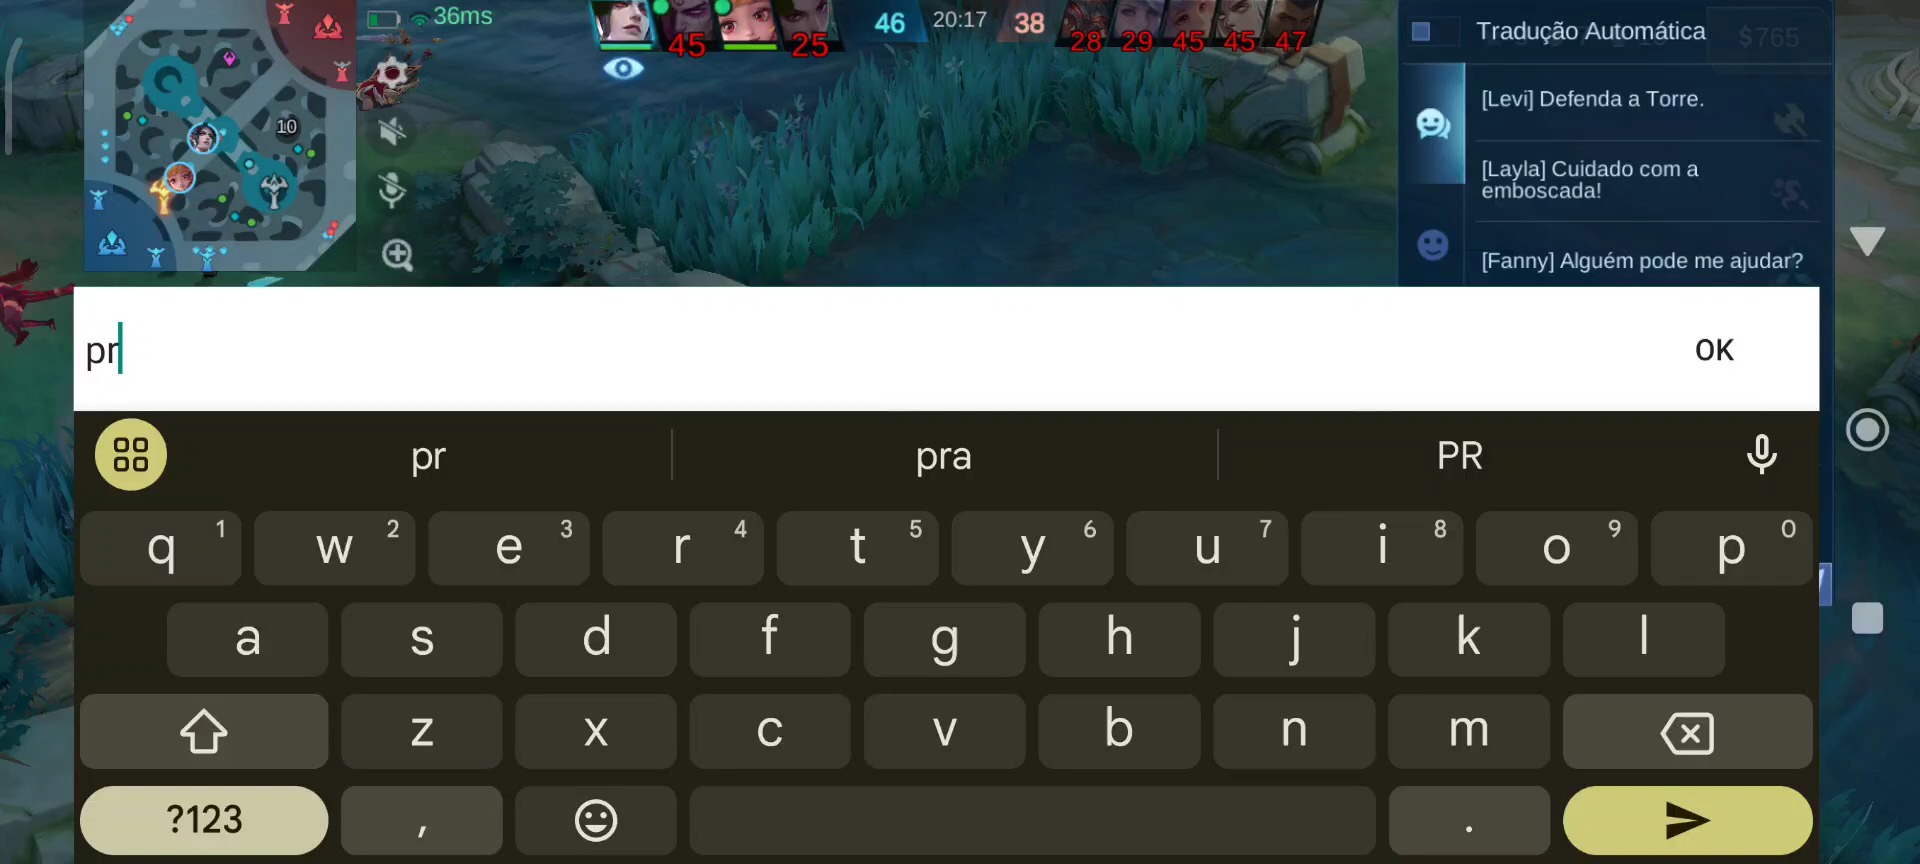 36ms
45
25
46
20:17
38
28
29
45
45
47
Tradução Automática
$765
10
[Levi] Defenda a Torre.
[Layla] Cuidado com a
emboscada!
[Fanny] Alguém pode me ajudar?
pr
OK
pr
pra
PR
q 1 w 2 e 3 r 4 t 5 y 6 u 7 i 8 o 9 p 0
a s d f g h j k l
z x c v b n m
?123 , .